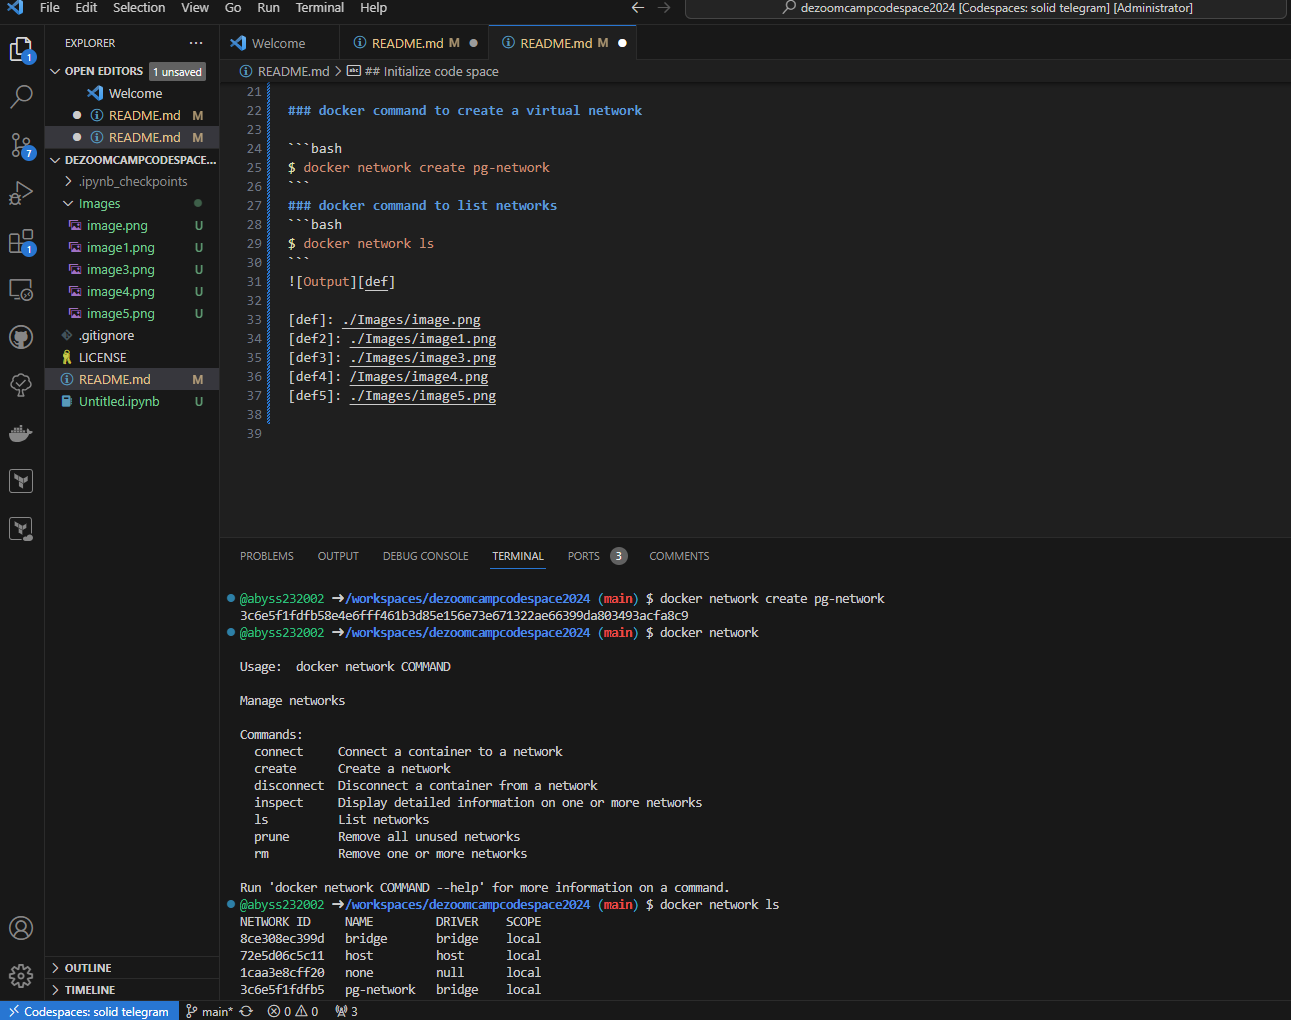 File Edit Selection View Go Run Terminal Help
dezoomcampcodespace2024 [Codespaces: solid telegram] [Administrator]
EXPLORER
OPEN EDITORS 1 unsaved
Welcome
README.md M
README.md M
DEZOOMCAMPCODESPACE...
.ipynb_checkpoints
Images
image.png U
image1.png U
image3.png U
image4.png U
image5.png U
.gitignore
LICENSE
README.md M
Untitled.ipynb U
OUTLINE
TIMELINE
1
7
1
Welcome README.md M README.md M
README.md > ## Initialize code space
21
22 ### docker command to create a virtual network
23
24 ```bash
25 $ docker network create pg-network
26 ```
27 ### docker command to list networks
28 ```bash
29 $ docker network ls
30 ```
31 ![Output][def]
32
33 [def]: ./Images/image.png
34 [def2]: ./Images/image1.png
35 [def3]: ./Images/image3.png
36 [def4]: /Images/image4.png
37 [def5]: ./Images/image5.png
38
39
PROBLEMS OUTPUT DEBUG CONSOLE TERMINAL PORTS 3 COMMENTS
@abyss232002 ➜/workspaces/dezoomcampcodespace2024 (main) $ docker network create pg-network
3c6e5f1fdfb58e4e6fff461b3d85e156e73e671322ae66399da803493acfa8c9
@abyss232002 ➜/workspaces/dezoomcampcodespace2024 (main) $ docker network
Usage:  docker network COMMAND
Manage networks
Commands:
connect     Connect a container to a network
create      Create a network
disconnect  Disconnect a container from a network
inspect     Display detailed information on one or more networks
ls          List networks
prune       Remove all unused networks
rm          Remove one or more networks
Run 'docker network COMMAND --help' for more information on a command.
@abyss232002 ➜/workspaces/dezoomcampcodespace2024 (main) $ docker network ls
NETWORK ID     NAME         DRIVER    SCOPE
8ce308ec399d   bridge       bridge    local
72e5d06c5c11   host         host      local
1caa3e8cff20   none         null      local
3c6e5f1fdfb5   pg-network   bridge    local
Codespaces: solid telegram main* 0 0 3